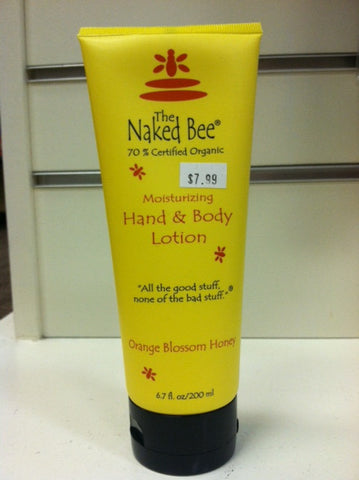 The
Naked Bee®
70 % Certified Organic
$7.99
Moisturizing
Hand & Body
Lotion
"All the good stuff,
none of the bad stuff."®
Orange Blossom Honey
6.7 fl. oz/200 ml